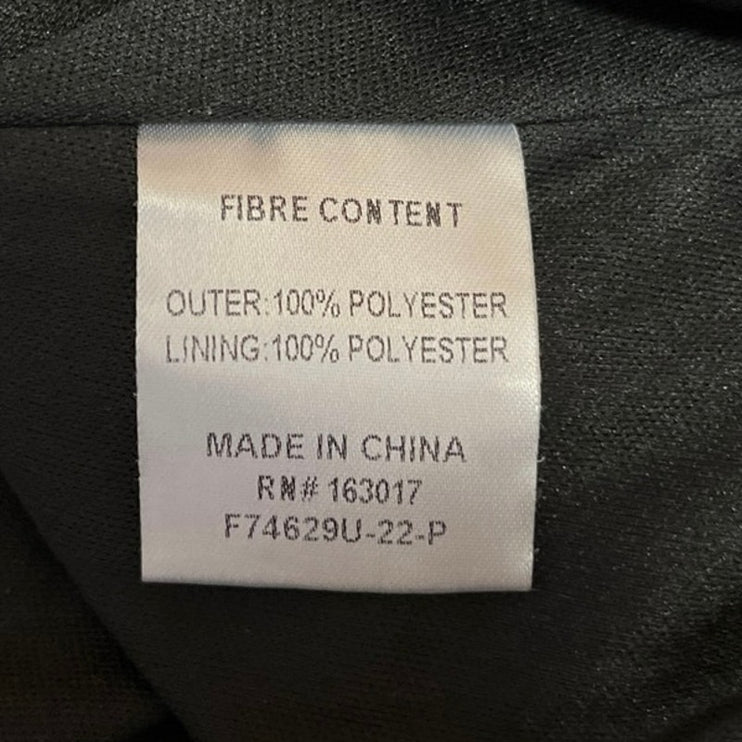 FIBRE CONTENT
OUTER:100% POLYESTER
LINING:100% POLYESTER
MADE IN CHINA
RN# 163017
F74629U-22-P